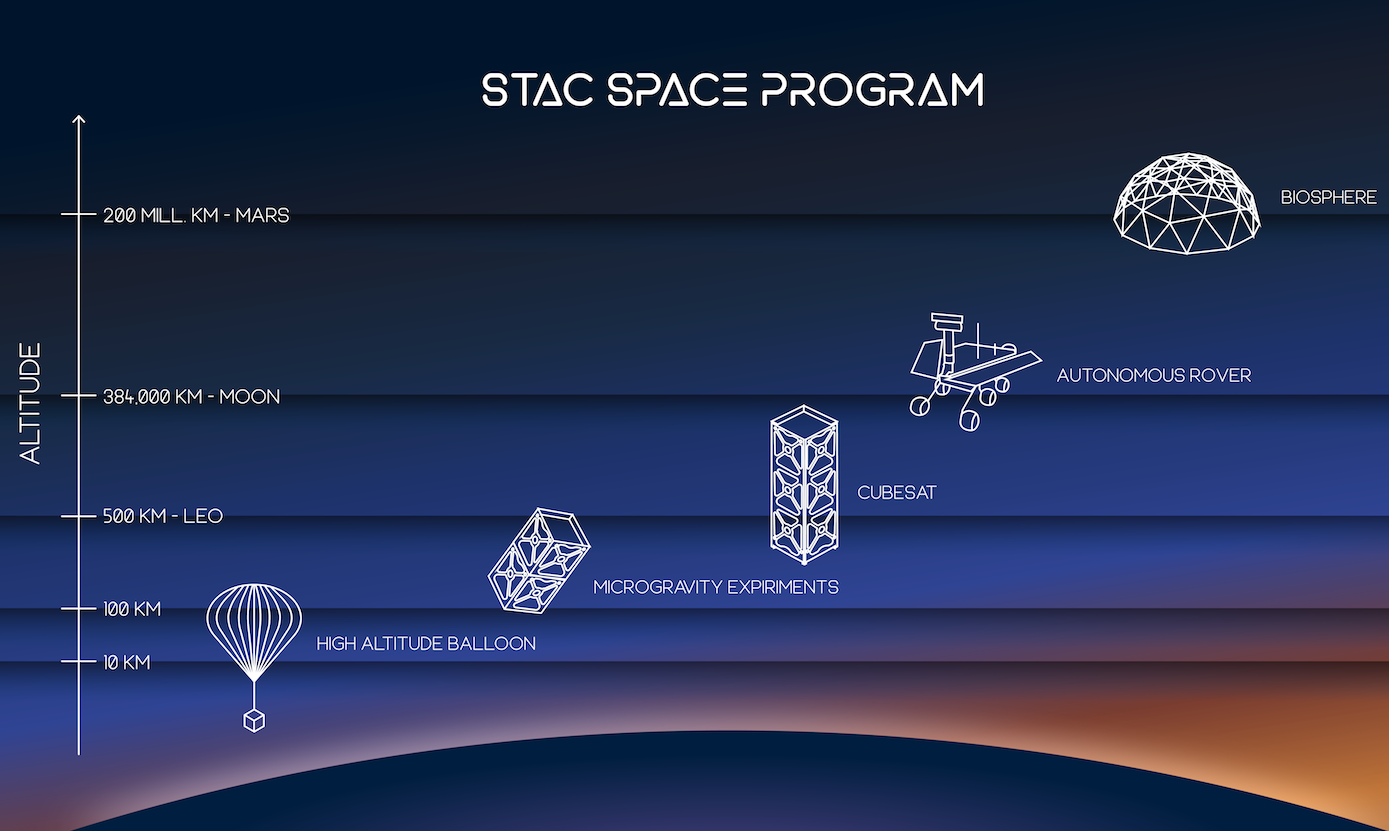 STAC SPACE PROGRAM
BIOSPHERE
200 MILL. KM - MARS
ALTITUDE
AUTONOMOUS ROVER
384.000 KM - MOON
CUBESAT
500 KM - LEO
MICROGRAVITY EXPIRIMENTS
100 KM
HIGH ALTITUDE BALLOON
10 KM